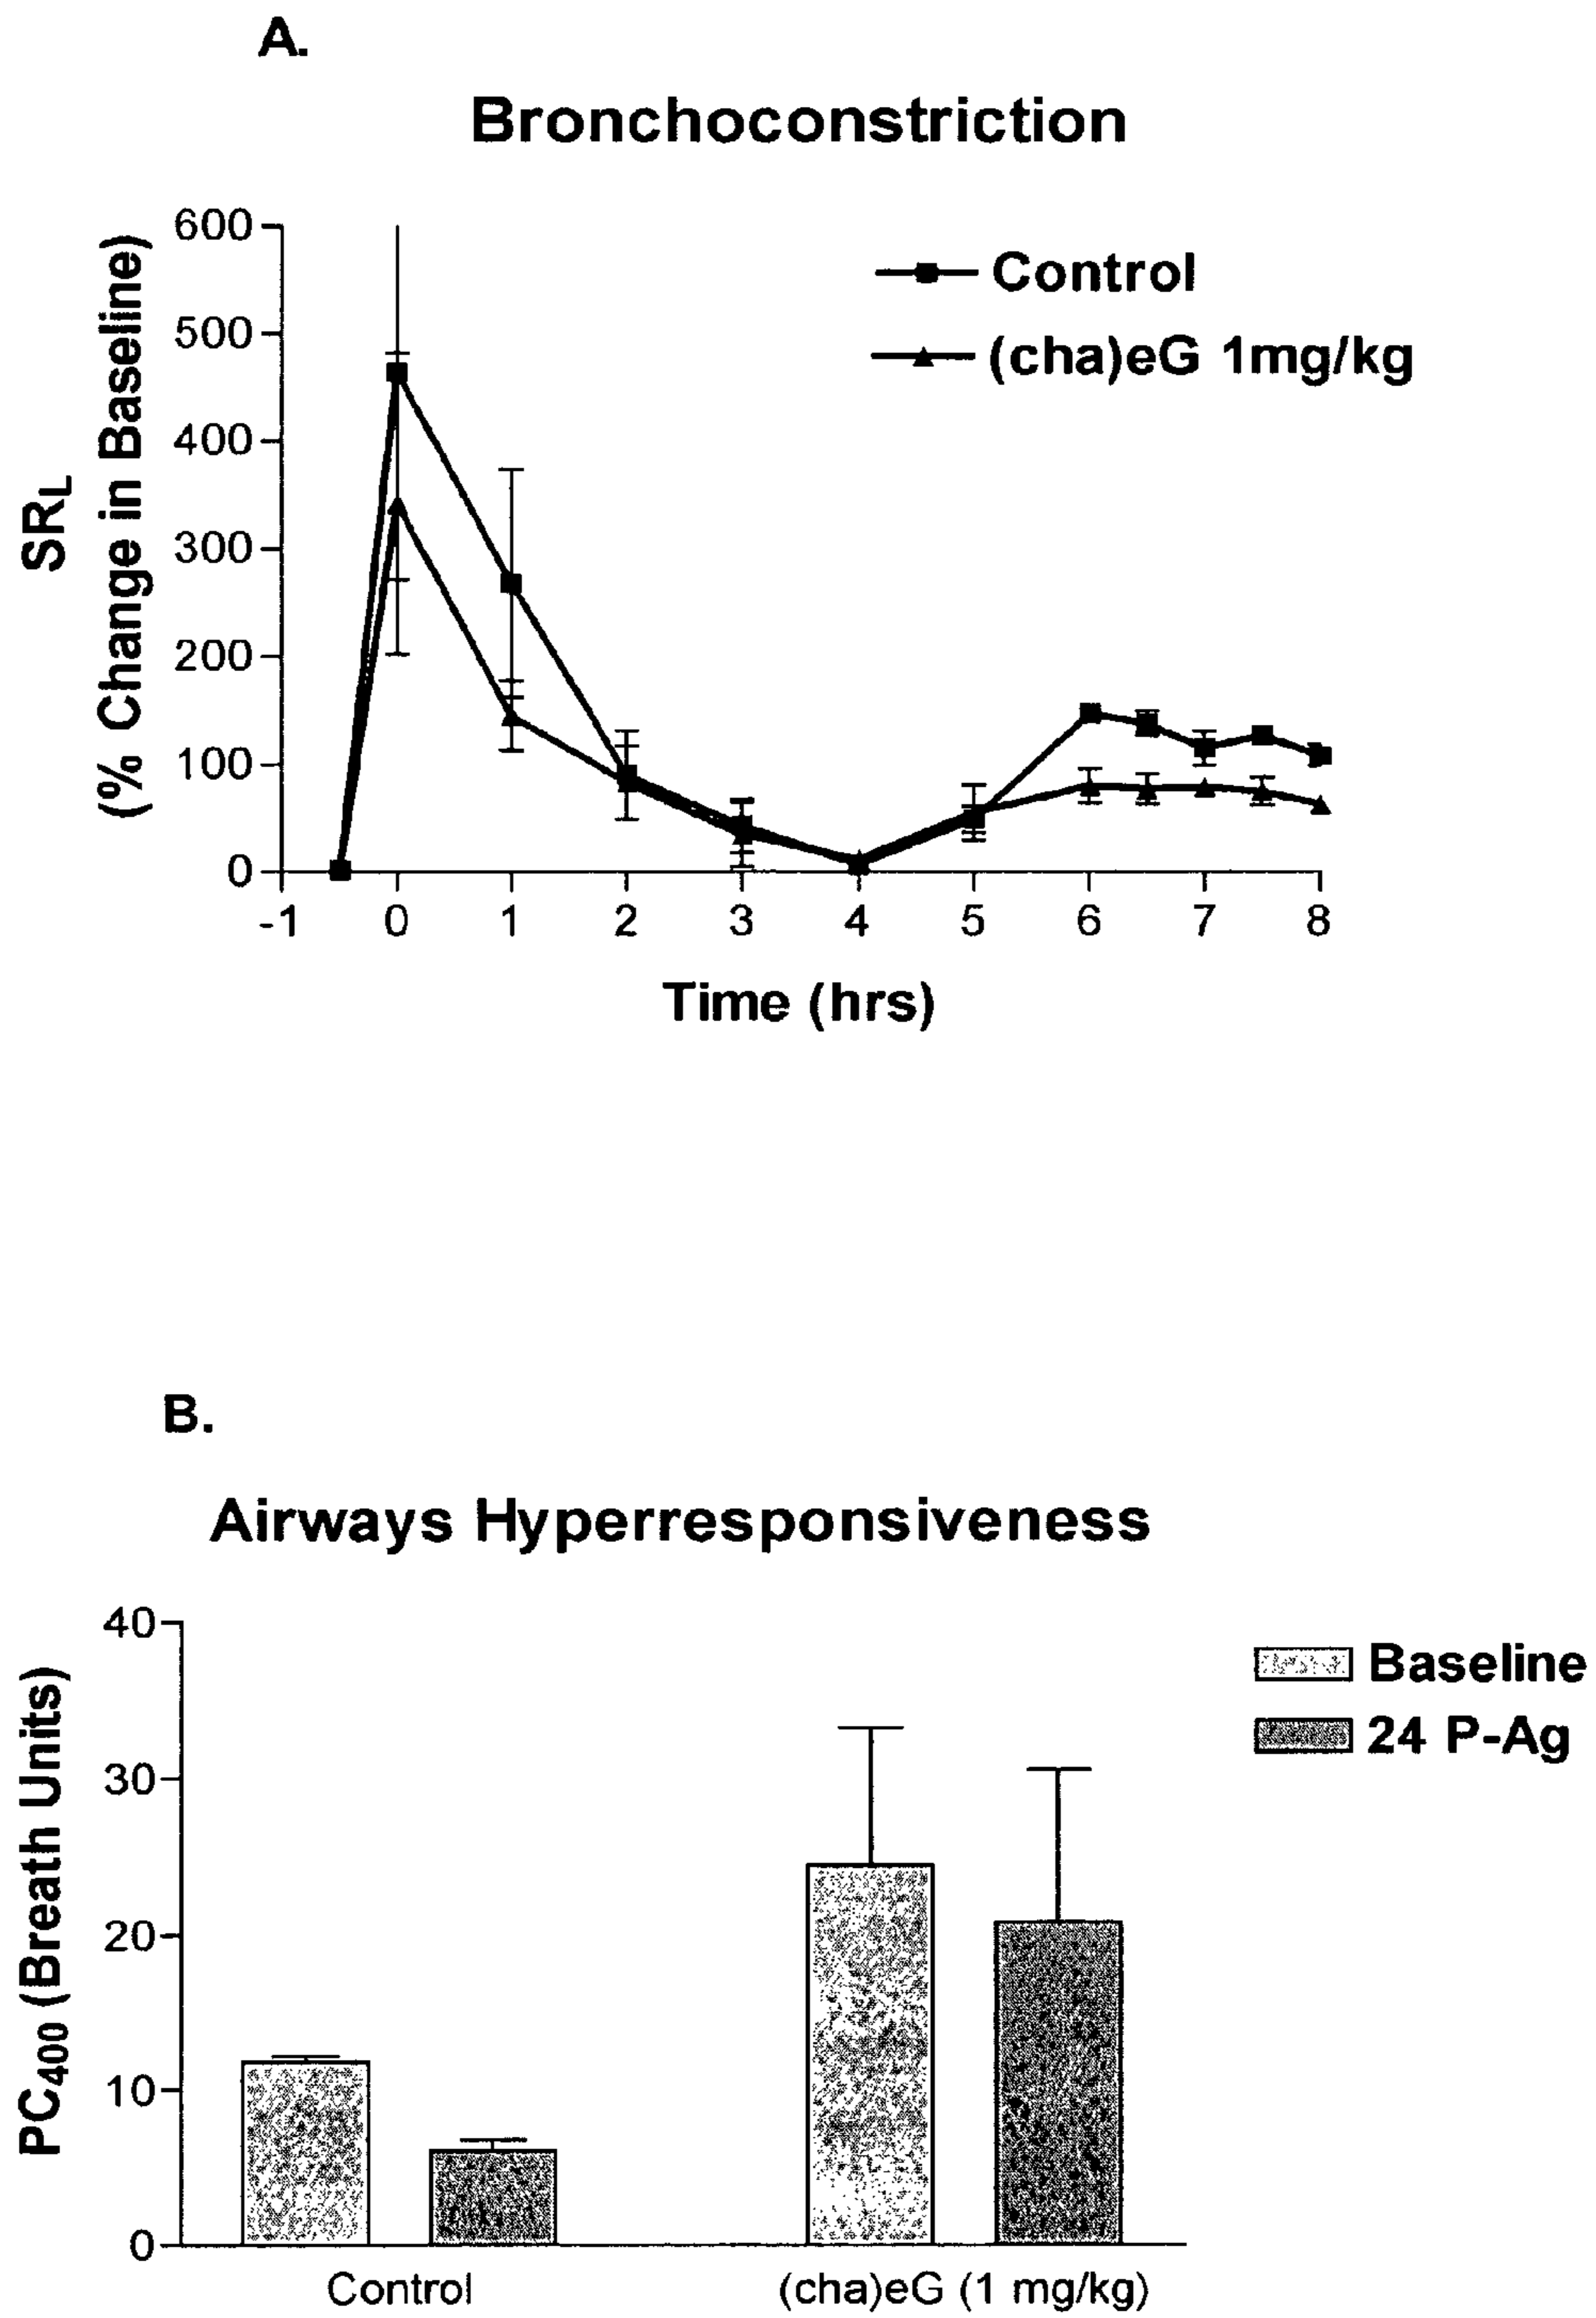 A.
Bronchoconstriction
SRL
(% Change in Baseline)
600
500
400
300
200
100
0
Control
(cha)eG 1mg/kg
-1 0 1 2 3 4 5 6 7 8
Time (hrs)
B.
Airways Hyperresponsiveness
PC400 (Breath Units)
40
30
20
10
0
Baseline
24 P-Ag
Control (cha)eG (1 mg/kg)